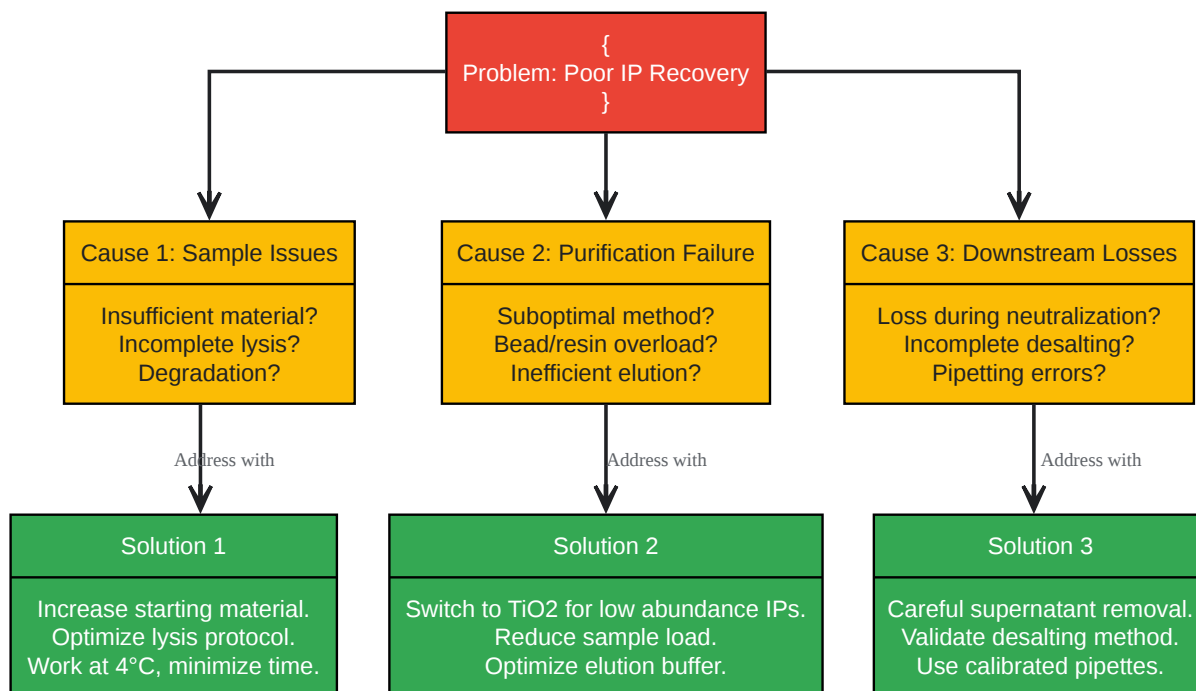 {
Problem: Poor IP Recovery
}
Cause 1: Sample Issues
Insufficient material?
Incomplete lysis?
Degradation?
Cause 2: Purification Failure
Suboptimal method?
Bead/resin overload?
Inefficient elution?
Cause 3: Downstream Losses
Loss during neutralization?
Incomplete desalting?
Pipetting errors?
Address with
Address with
Address with
Solution 1
Increase starting material.
Optimize lysis protocol.
Work at 4°C, minimize time.
Solution 2
Switch to TiO2 for low abundance IPs.
Reduce sample load.
Optimize elution buffer.
Solution 3
Careful supernatant removal.
Validate desalting method.
Use calibrated pipettes.